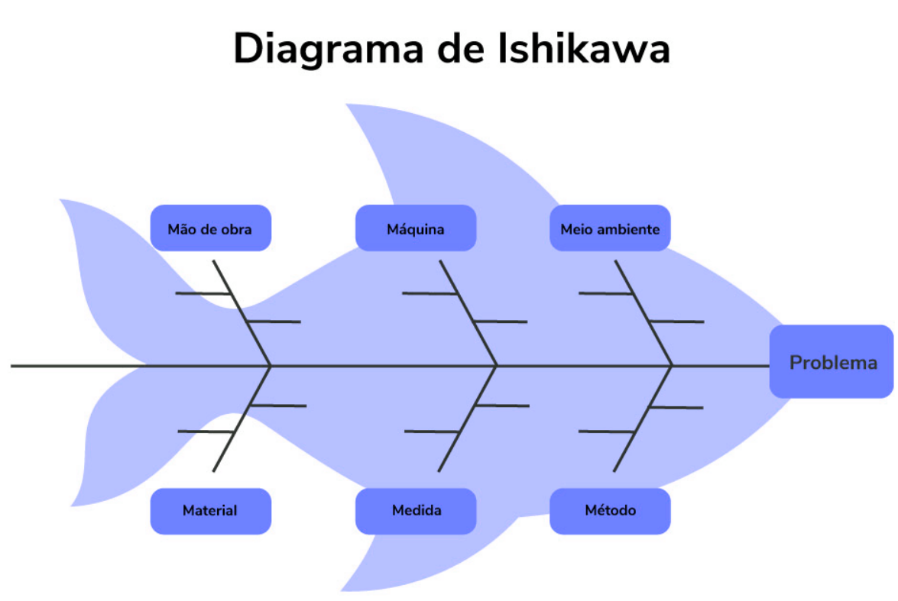 Diagrama de Ishikawa
Mão de obra
Máquina
Meio ambiente
Problema
Material
Medida
Método